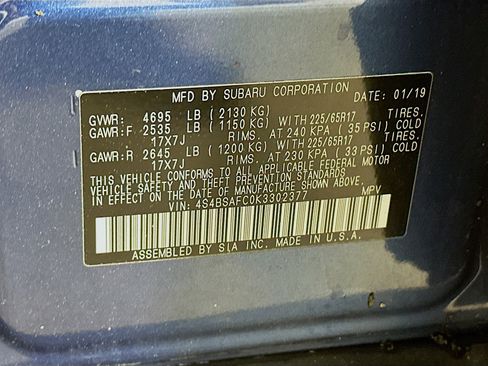 MFD BY SUBARU CORPORATION DATE: 01/19
GVWR: 4695 LB (2130 KG)
GAWR:F 2535 LB (1150 KG) WITH 225/65R17 TIRES.
17X7J RIMS. AT 240 KPA (35 PSI) COLD
GAWR:R 2645 LB (1200 KG) WITH 225/65R17 TIRES.
17X7J RIMS. AT 230 KPA (33 PSI) COLD
THIS VEHICLE CONFORMS TO ALL APPLICABLE FEDERAL MOTOR
VEHICLE SAFETY AND THEFT PREVENTION STANDARDS
IN EFFECT ON THE DATE OF MANUFACTURE SHOWN ABOVE.
VIN: 4S4BSAFC0K3302377 MPV
ASSEMBLED BY SIA INC. MADE IN U.S.A.